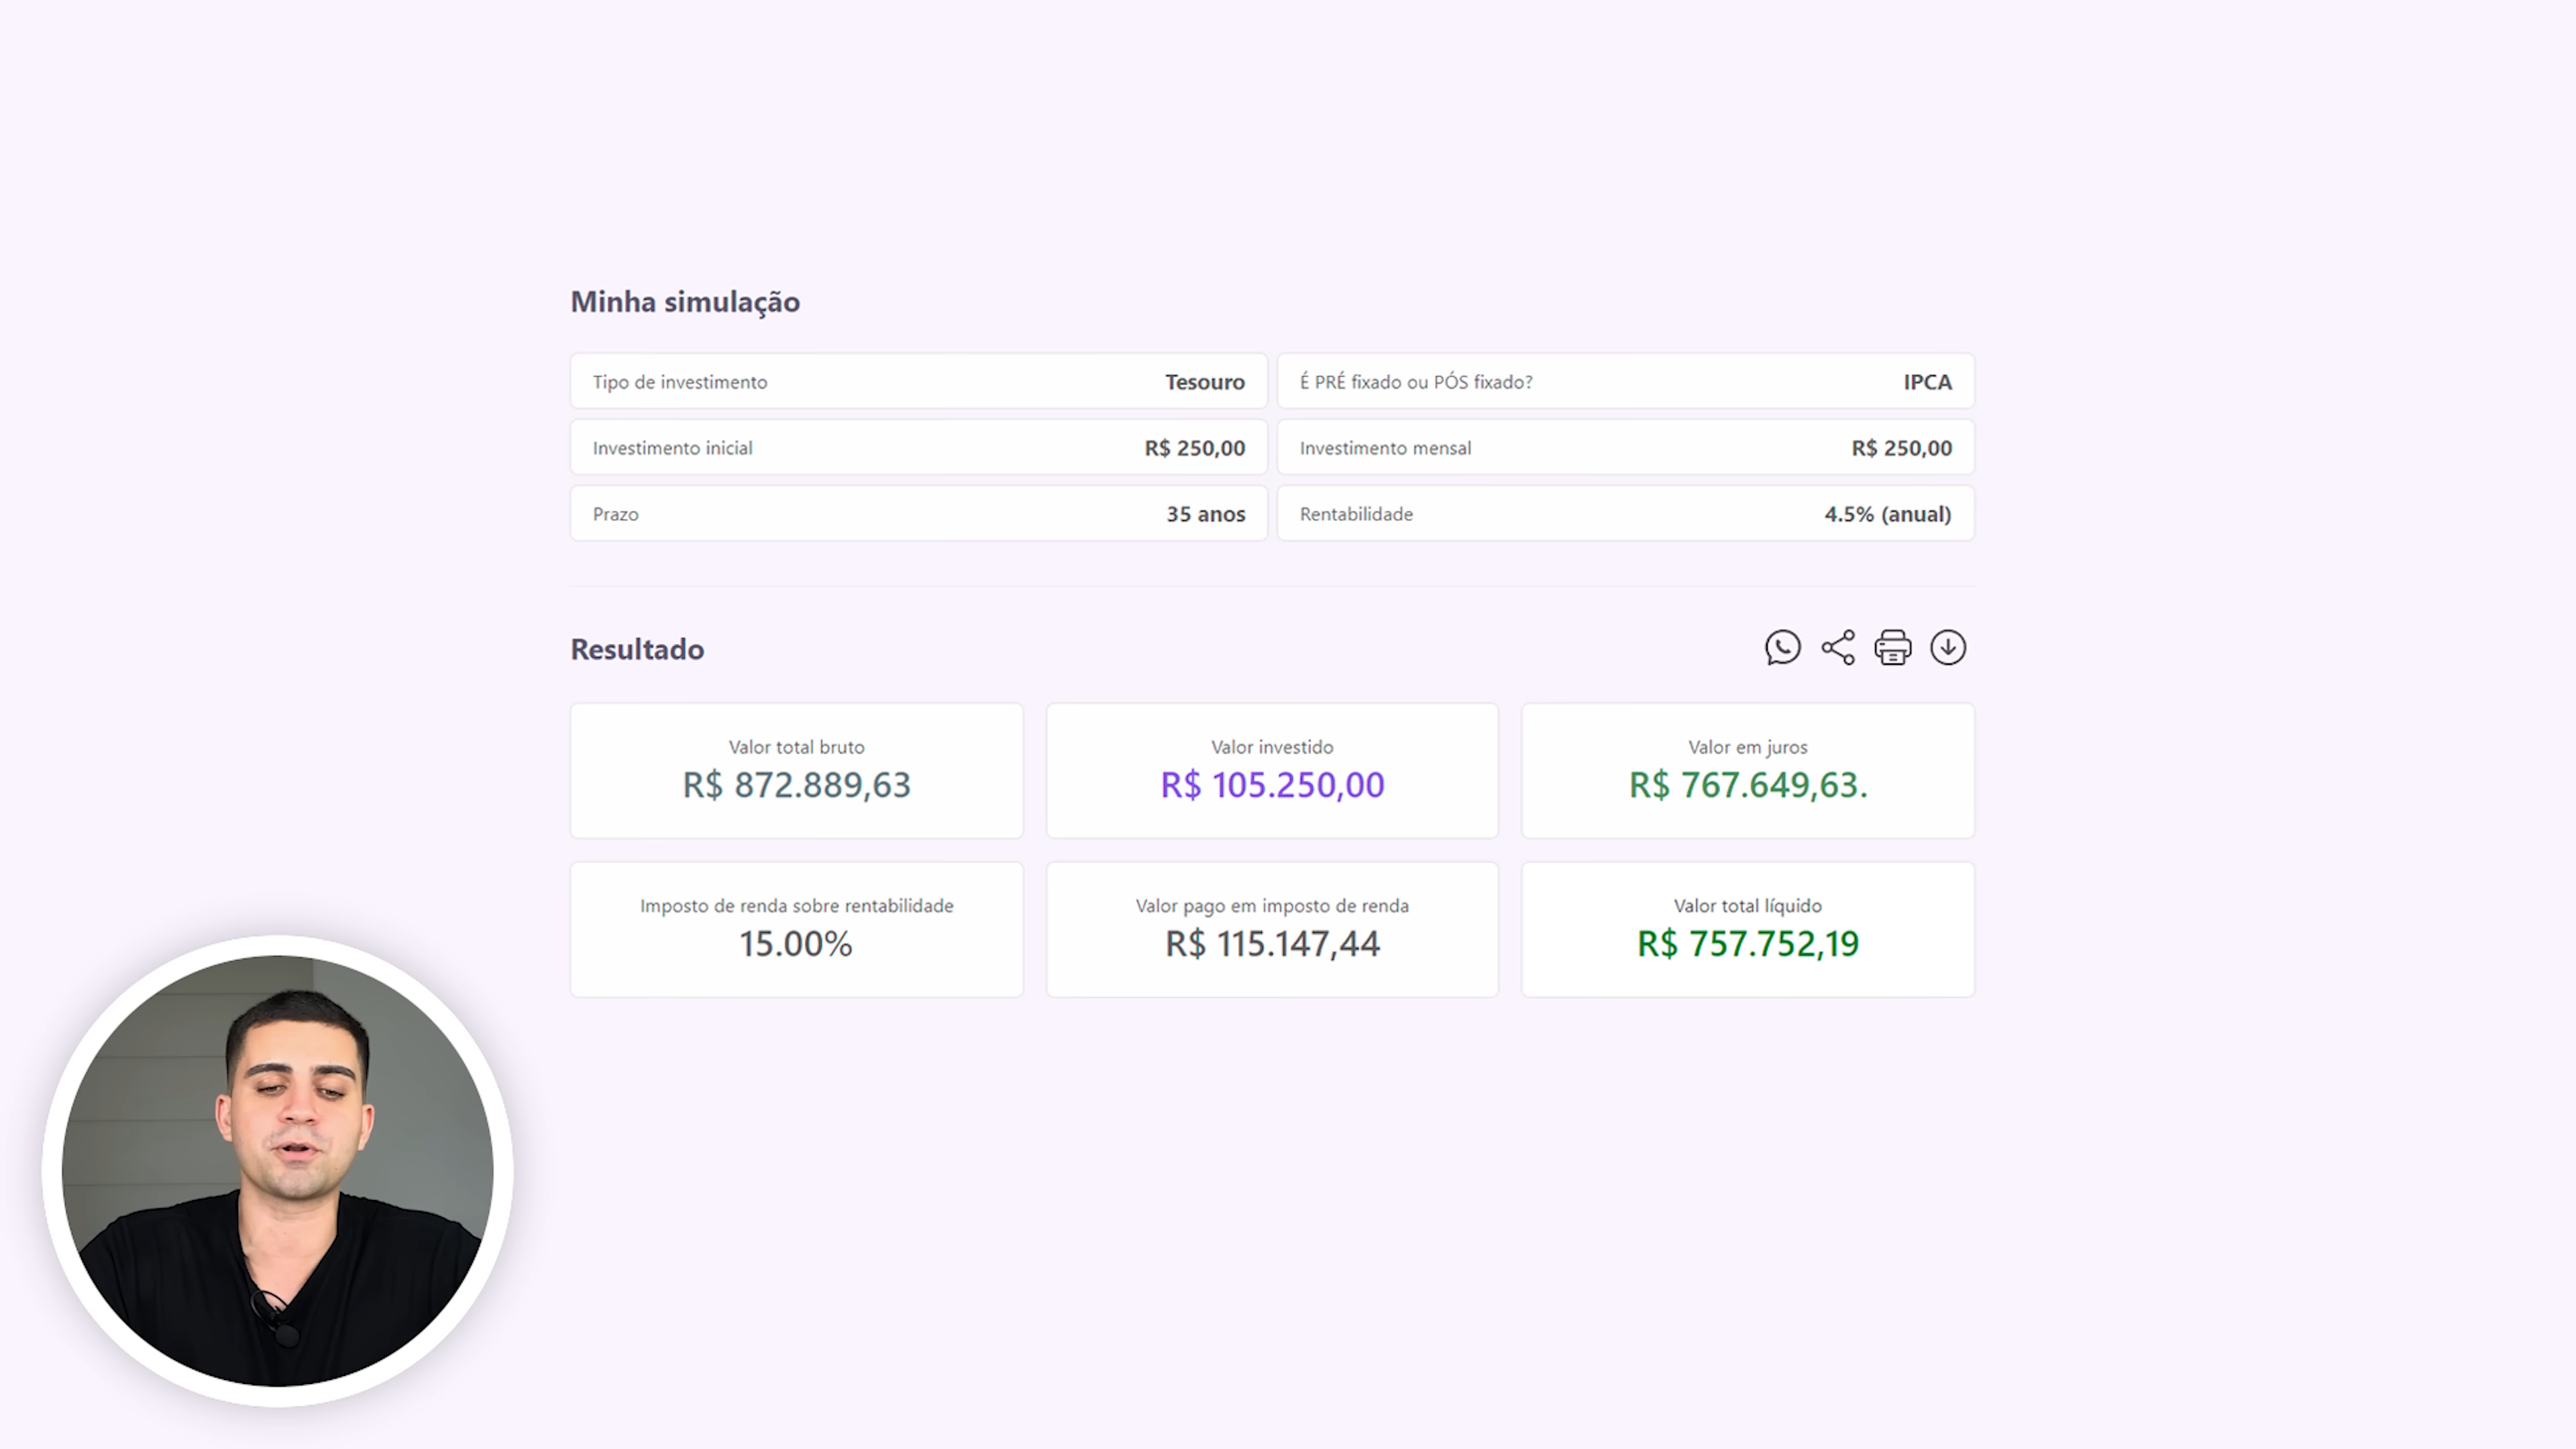 Minha simulação
Tipo de investimento Tesouro
É PRÉ fixado ou PÓS fixado? IPCA
Investimento inicial R$ 250,00
Investimento mensal R$ 250,00
Prazo 35 anos
Rentabilidade 4.5% (anual)
Resultado
Valor total bruto
R$ 872.889,63
Valor investido
R$ 105.250,00
Valor em juros
R$ 767.649,63.
Imposto de renda sobre rentabilidade
15.00%
Valor pago em imposto de renda
R$ 115.147,44
Valor total líquido
R$ 757.752,19